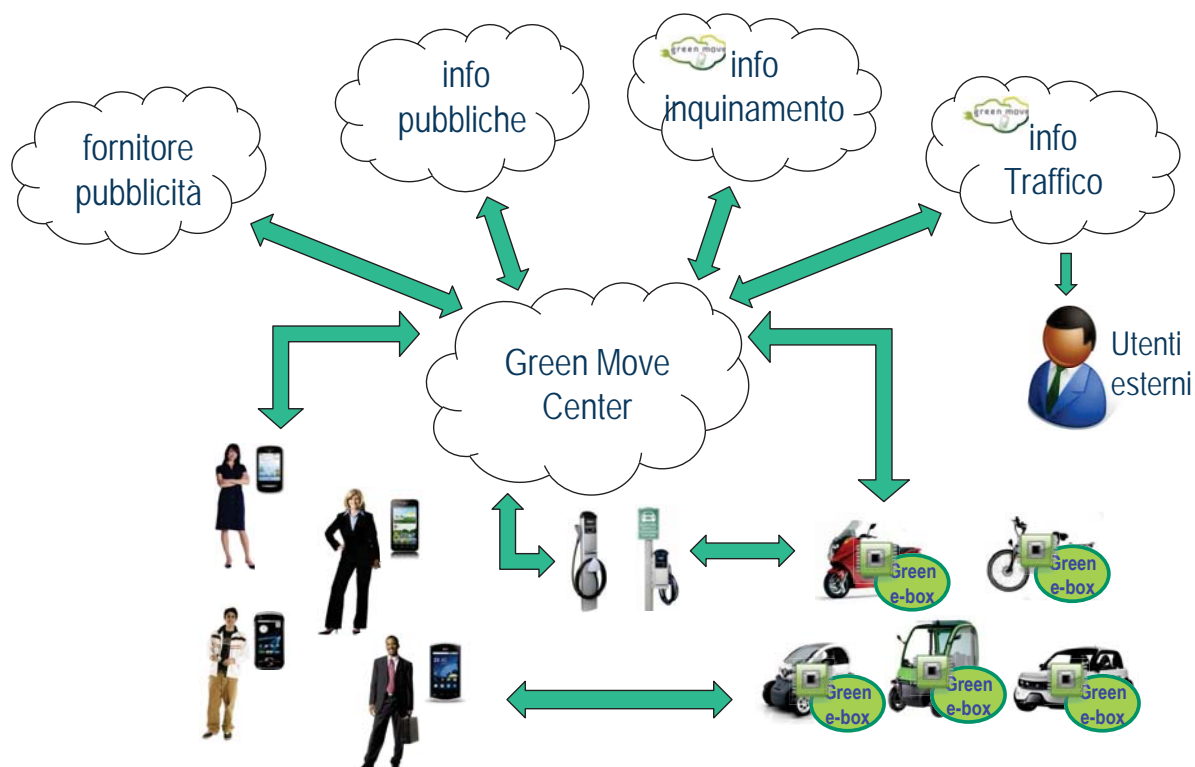 info
pubbliche
green move
info
inquinamento
fornitore
pubblicità
green move
info
Traffico
Green Move
Center
Utenti
esterni
Green
e-box
Green
e-box
Green
e-box
Green
e-box
Green
e-box